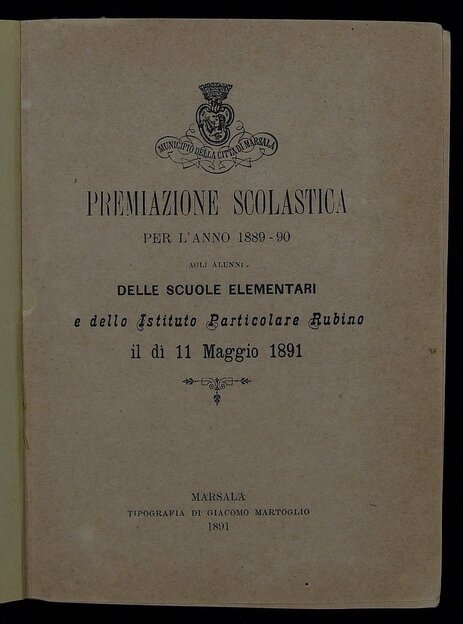 MUNICIPIO DELLA CITTÀ DI MARSALA
PREMIAZIONE SCOLASTICA
PER L'ANNO 1889-90
AGLI ALUNNI
DELLE SCUOLE ELEMENTARI
e dello Istituto Particolare Rubino
il dì 11 Maggio 1891
MARSALA
TIPOGRAFIA DI GIACOMO MARTOGLIO
1891